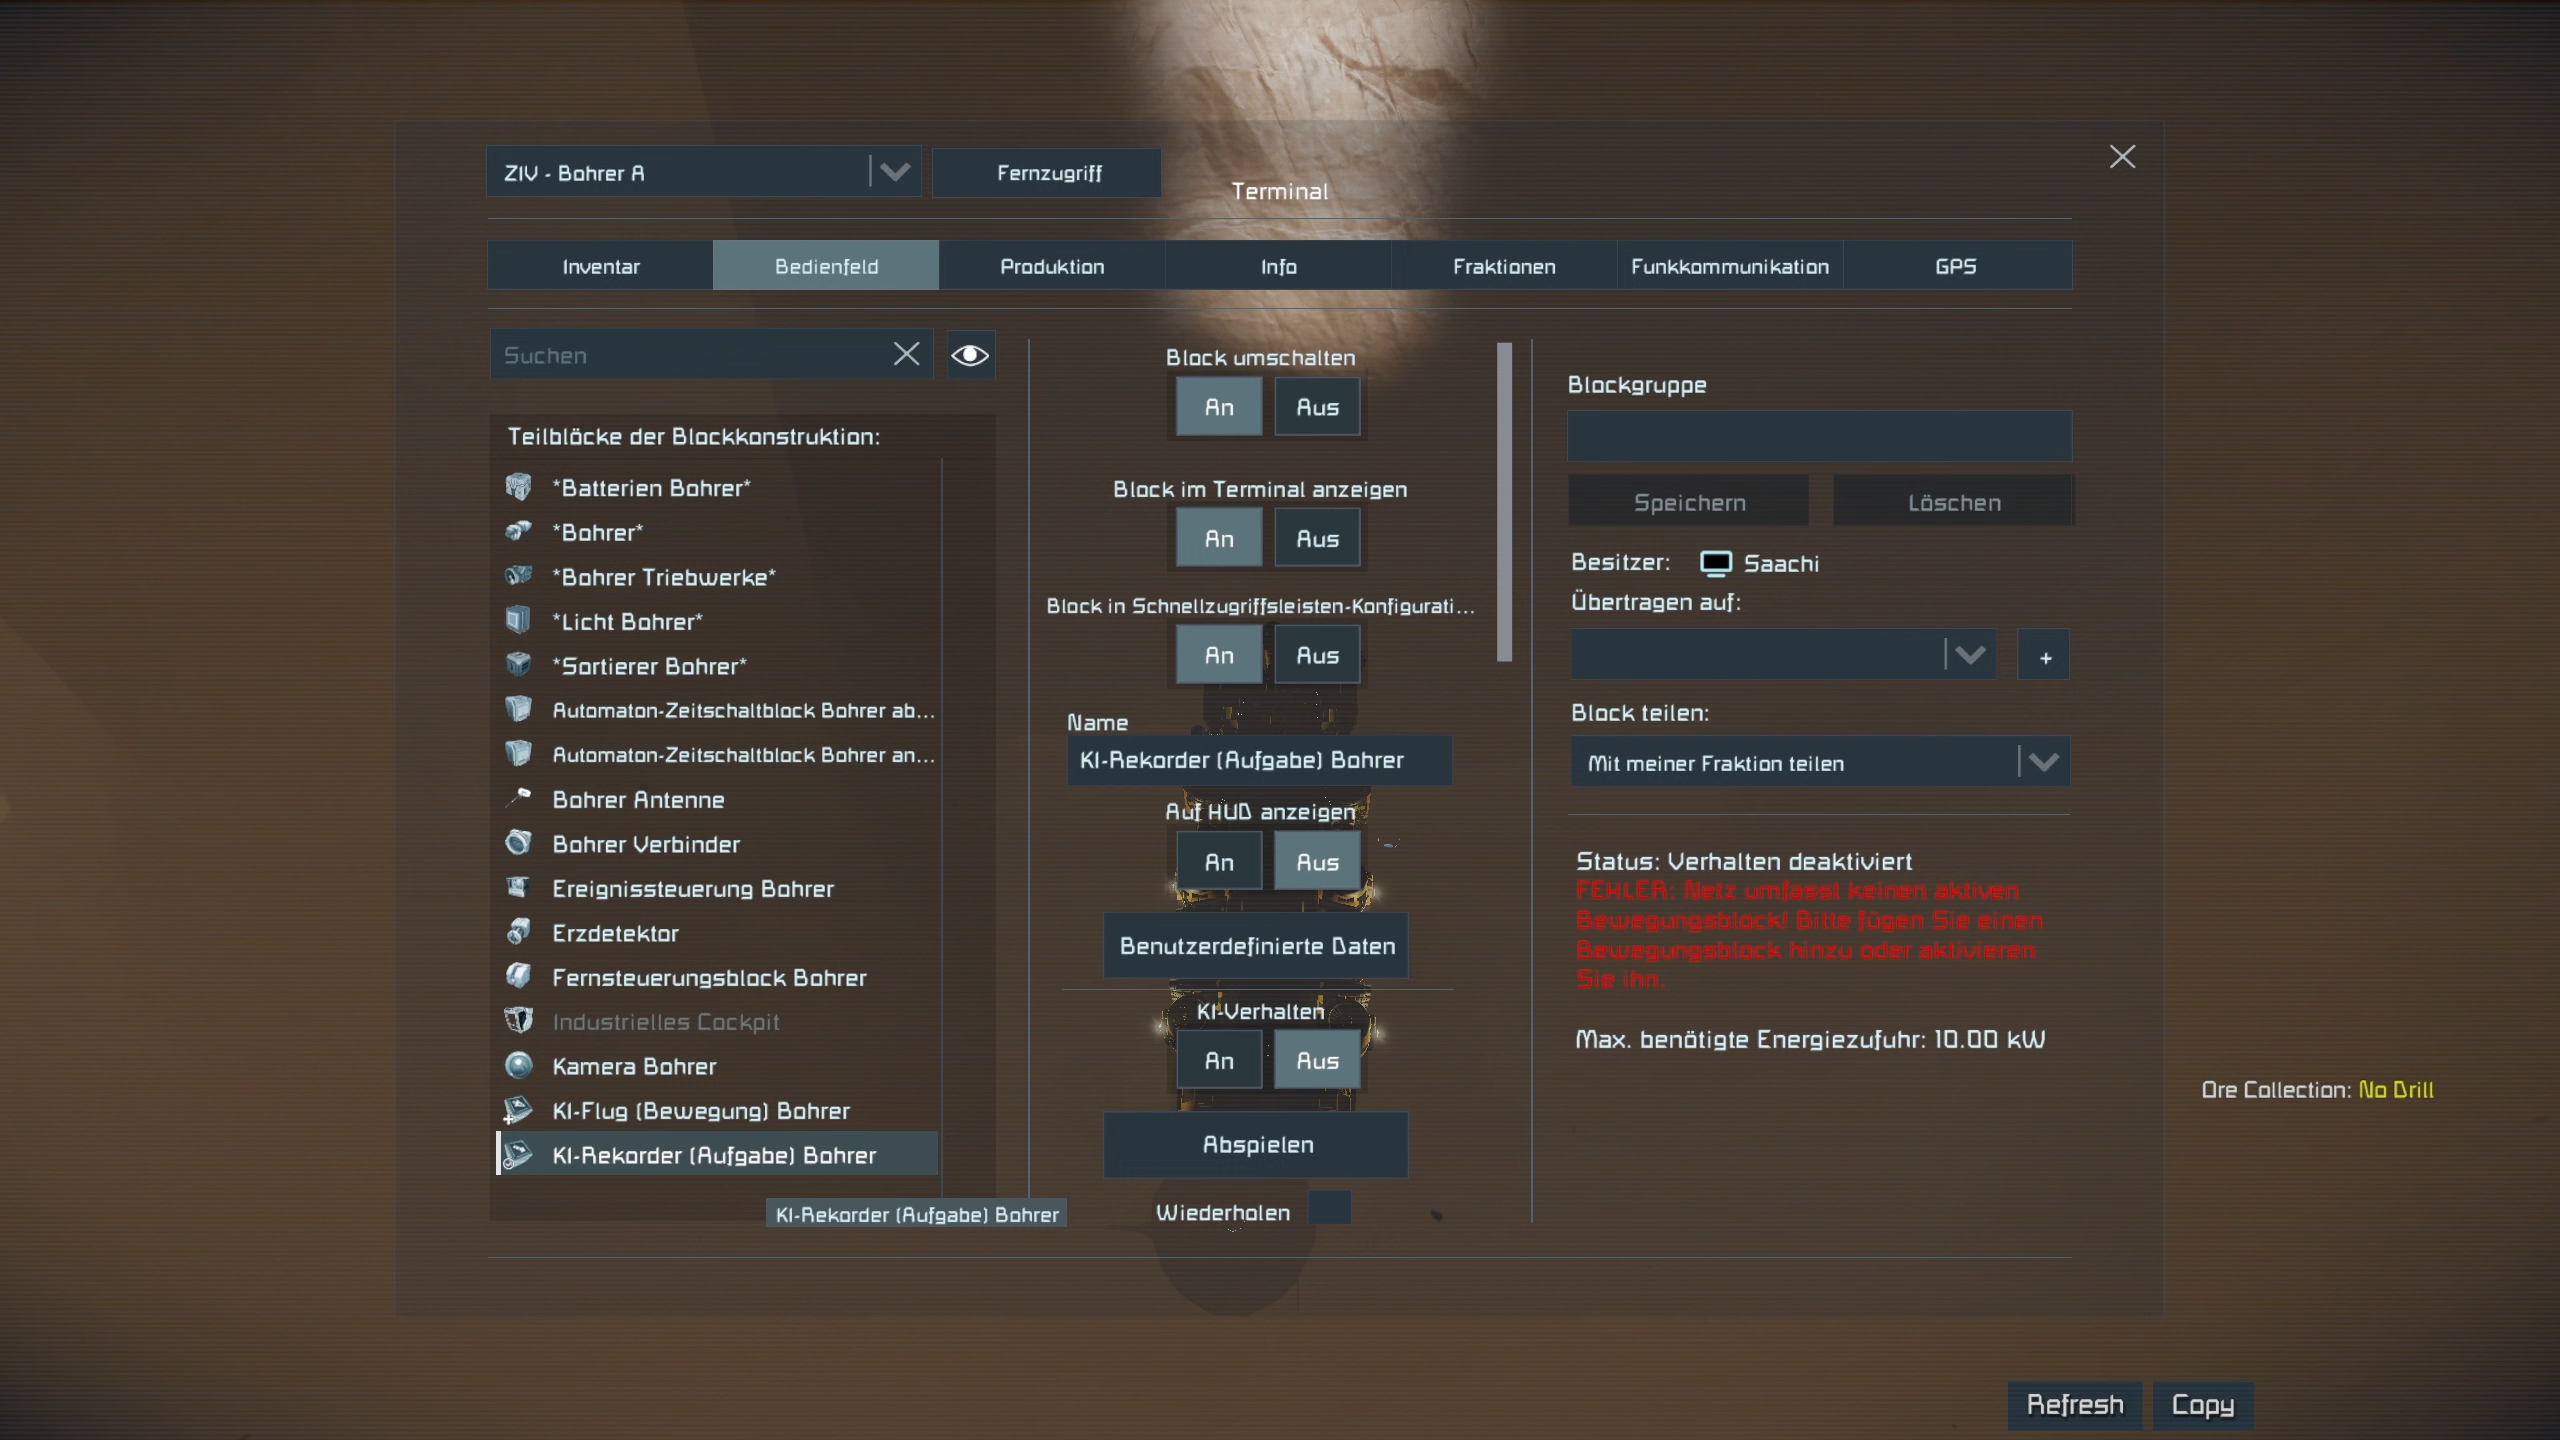 ZIV - Bohrer A
Fernzugriff
Terminal
Inventar
Bedienfeld
Produktion
Info
Fraktionen
Funkkommunikation
GPS
Suchen
Teilblöcke der Blockkonstruktion:
*Batterien Bohrer*
*Bohrer*
*Bohrer Triebwerke*
*Licht Bohrer*
*Sortierer Bohrer*
Automaton-Zeitschaltblock Bohrer ab...
Automaton-Zeitschaltblock Bohrer an...
Bohrer Antenne
Bohrer Verbinder
Ereignissteuerung Bohrer
Erzdetektor
Fernsteuerungsblock Bohrer
Industrielles Cockpit
Kamera Bohrer
KI-Flug (Bewegung) Bohrer
KI-Rekorder (Aufgabe) Bohrer
KI-Rekorder (Aufgabe) Bohrer
Block umschalten
An Aus
Block im Terminal anzeigen
An Aus
Block in Schnellzugriffsleisten-Konfigurati...
An Aus
Name
KI-Rekorder (Aufgabe) Bohrer
Auf HUD anzeigen
An Aus
Benutzerdefinierte Daten
KI-Verhalten
An Aus
Abspielen
Wiederholen
Blockgruppe
Speichern
Löschen
Besitzer: Saachi
Übertragen auf:
+
Block teilen:
Mit meiner Fraktion teilen
Status: Verhalten deaktiviert
FEHLER: Netz umfasst keinen aktiven
Bewegungsblock! Bitte fügen Sie einen
Bewegungsblock hinzu oder aktivieren
Sie ihn.
Max. benötigte Energiezufuhr: 10.00 kW
Ore Collection: No Drill
Refresh
Copy